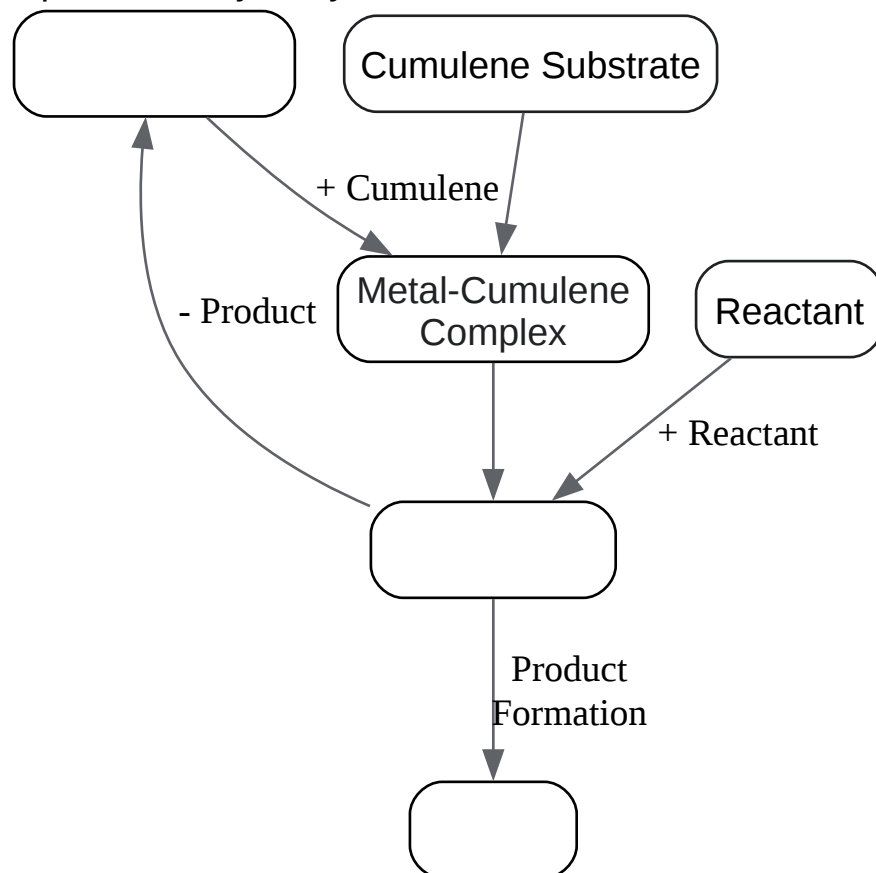 Cumulene Substrate
+ Cumulene
Metal-Cumulene
Complex
- Product
Reactant
+ Reactant
Product
Formation